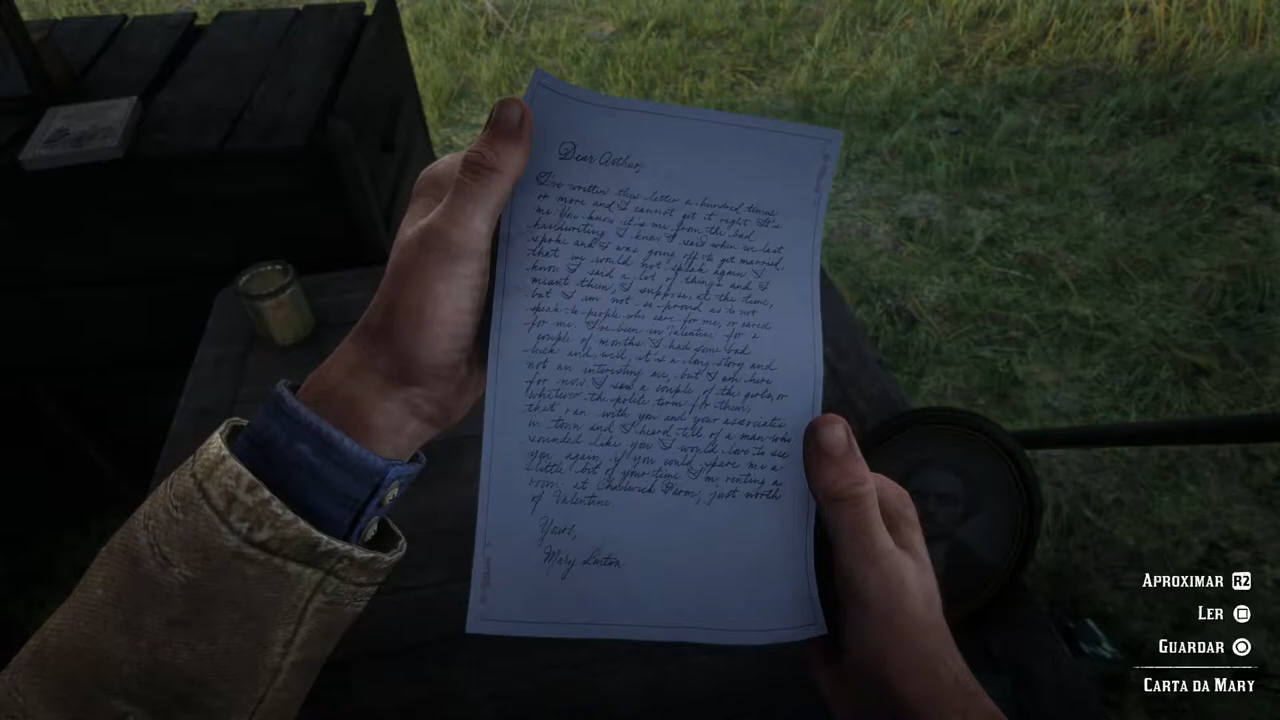 Dear Arthur,
I've written this letter a hundred times
or more and I cannot get it right It's
me You know it's me from the bad
handwriting I know I said when we last
spoke and I was going off to get married,
that we would not speak again I
know I said a lot of things and I
meant them, I suppose, at the time,
but I am not so proud as to not
speak to people who care for me, or cared
for me. I've been in Valentine for a
couple of months. I had some bad
luck and, well, it's a long story and
not an interesting one, but I am here
for now. I saw a couple of the girls, or
whatever the polite term for them,
that ran with you and your associates
in town and I heard tell of a man who
sounded like you I would love to see
you again, if you could spare me a
little bit of your time I'm renting a
room at Chadwick Farm, just north
of Valentine
Yours,
Mary Linton
APROXIMAR R2
LER
GUARDAR
CARTA DA MARY